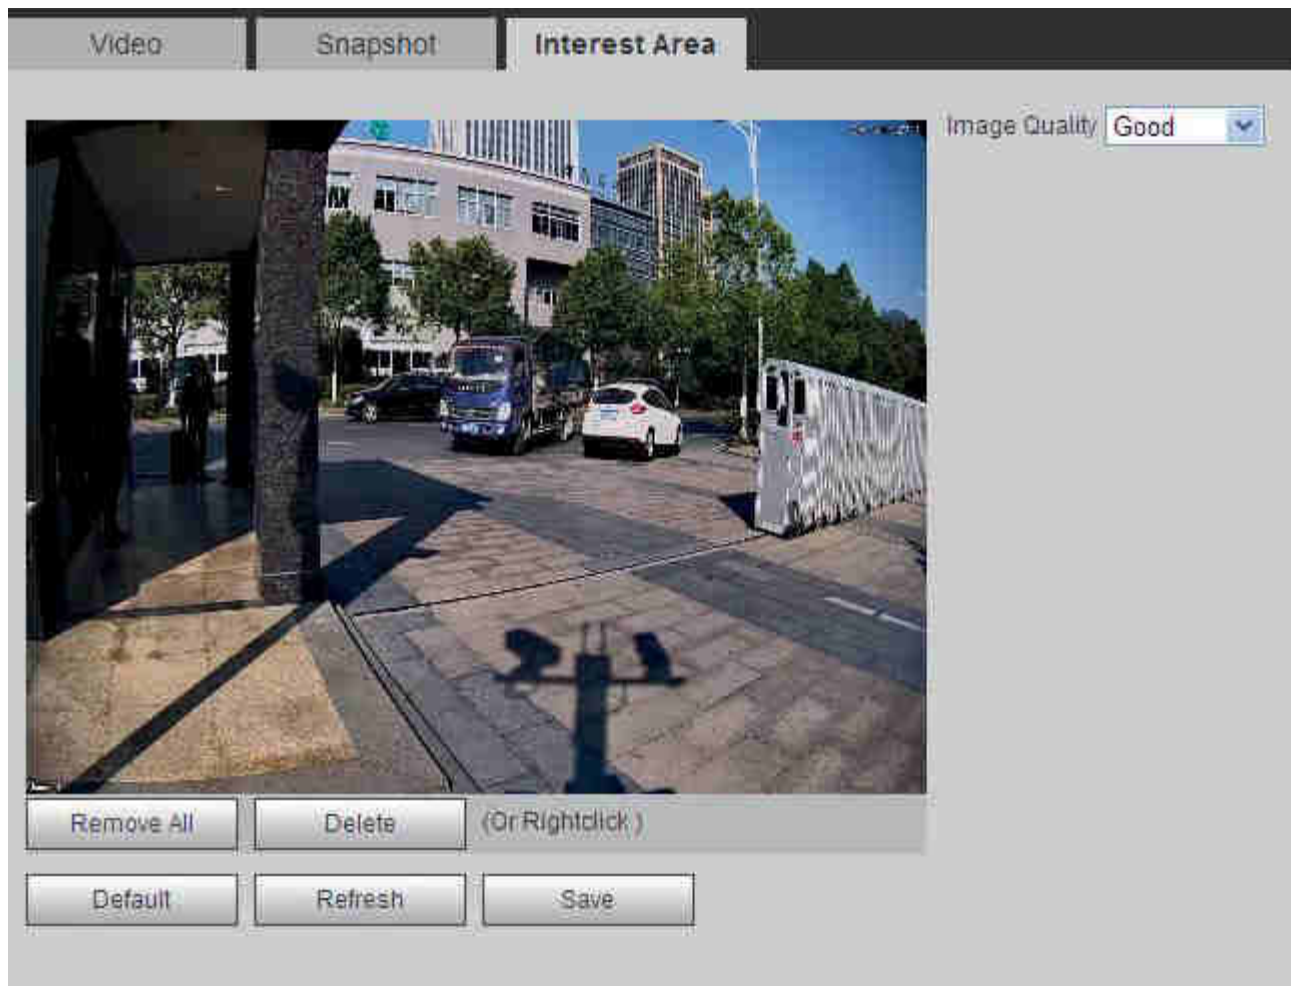 Video
Snapshot
Interest Area
Image Quality
Good
Remove All
Delete
(Or Rightclick )
Default
Refresh
Save